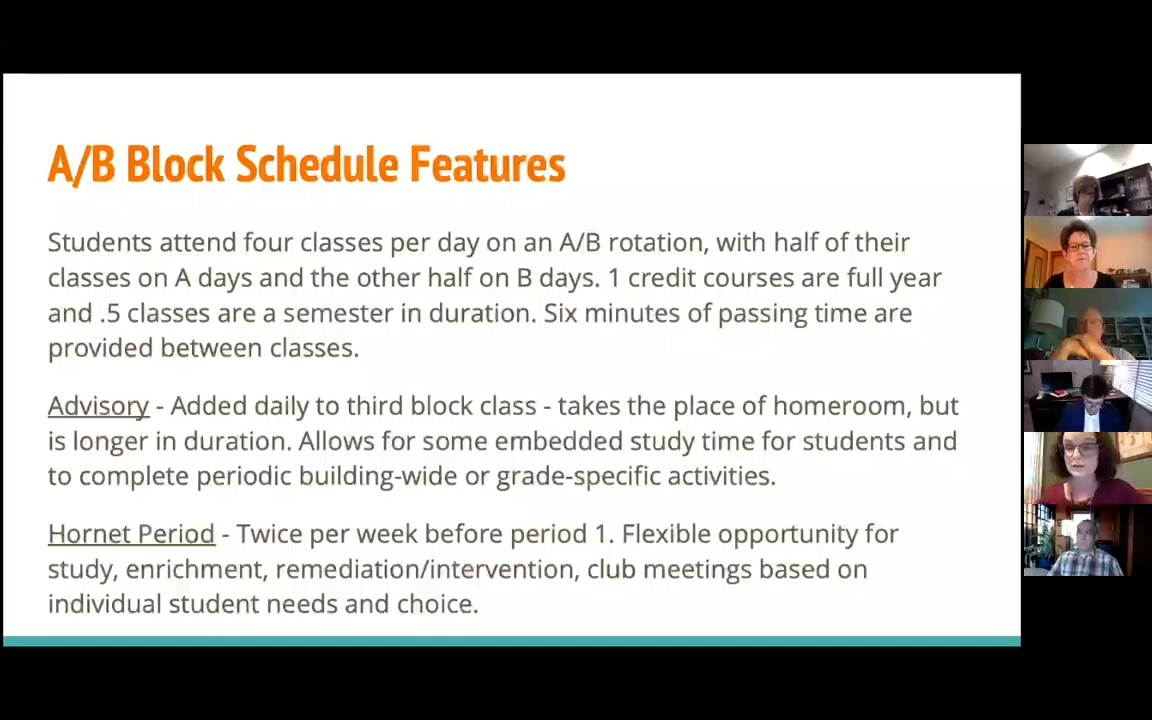 A/B Block Schedule Features
Students attend four classes per day on an A/B rotation, with half of their
classes on A days and the other half on B days. 1 credit courses are full year
and .5 classes are a semester in duration. Six minutes of passing time are
provided between classes.
Advisory - Added daily to third block class - takes the place of homeroom, but
is longer in duration. Allows for some embedded study time for students and
to complete periodic building-wide or grade-specific activities.
Hornet Period - Twice per week before period 1. Flexible opportunity for
study, enrichment, remediation/intervention, club meetings based on
individual student needs and choice.